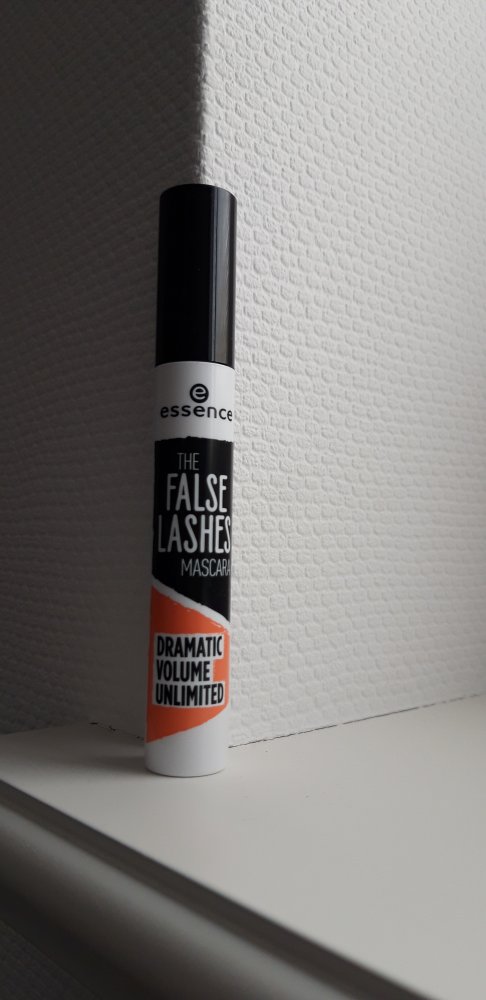 e
essence
THE
FALSE
LASHES
MASCARA
DRAMATIC
VOLUME
UNLIMITED